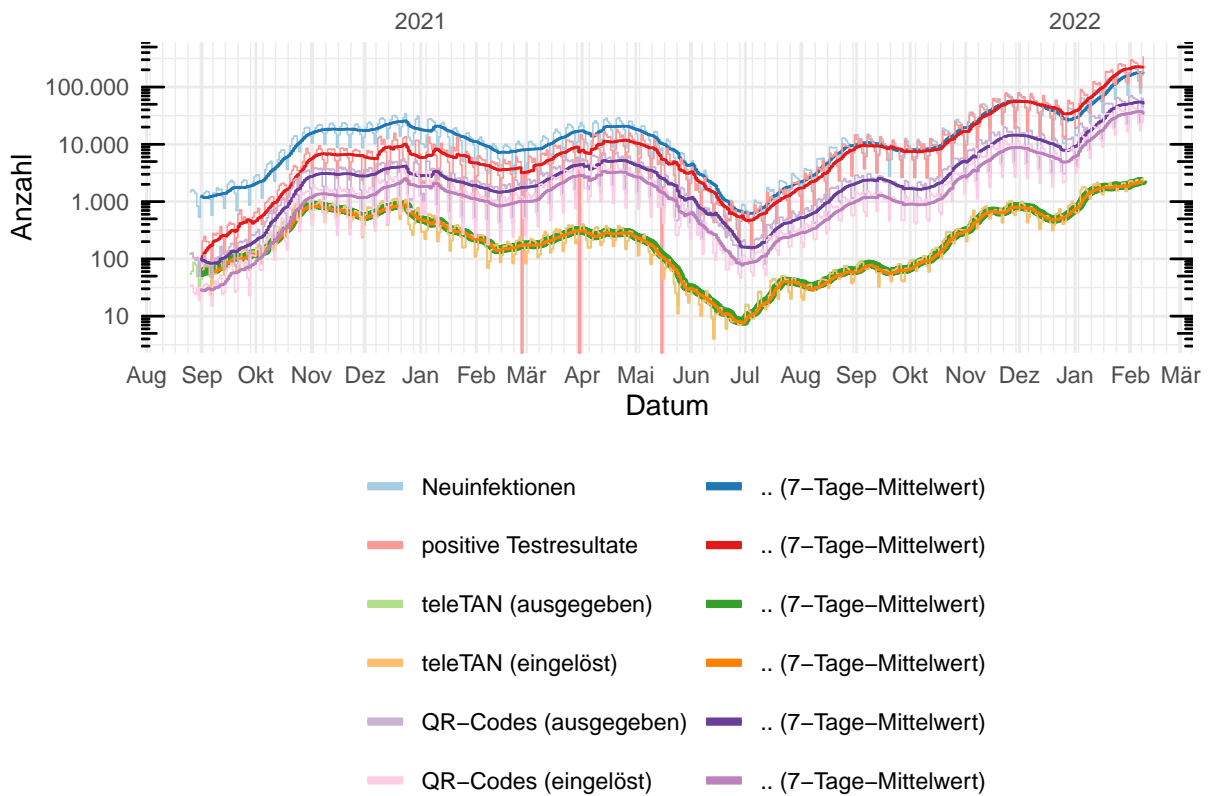 2021 2022
100.000
10.000
1.000
100
10
Anzahl
Aug Sep Okt Nov Dez Jan Feb Mär Apr Mai Jun Jul Aug Sep Okt Nov Dez Jan Feb Mär
Datum
Neuinfektionen .. (7−Tage−Mittelwert)
positive Testresultate .. (7−Tage−Mittelwert)
teleTAN (ausgegeben) .. (7−Tage−Mittelwert)
teleTAN (eingelöst) .. (7−Tage−Mittelwert)
QR−Codes (ausgegeben) .. (7−Tage−Mittelwert)
QR−Codes (eingelöst) .. (7−Tage−Mittelwert)